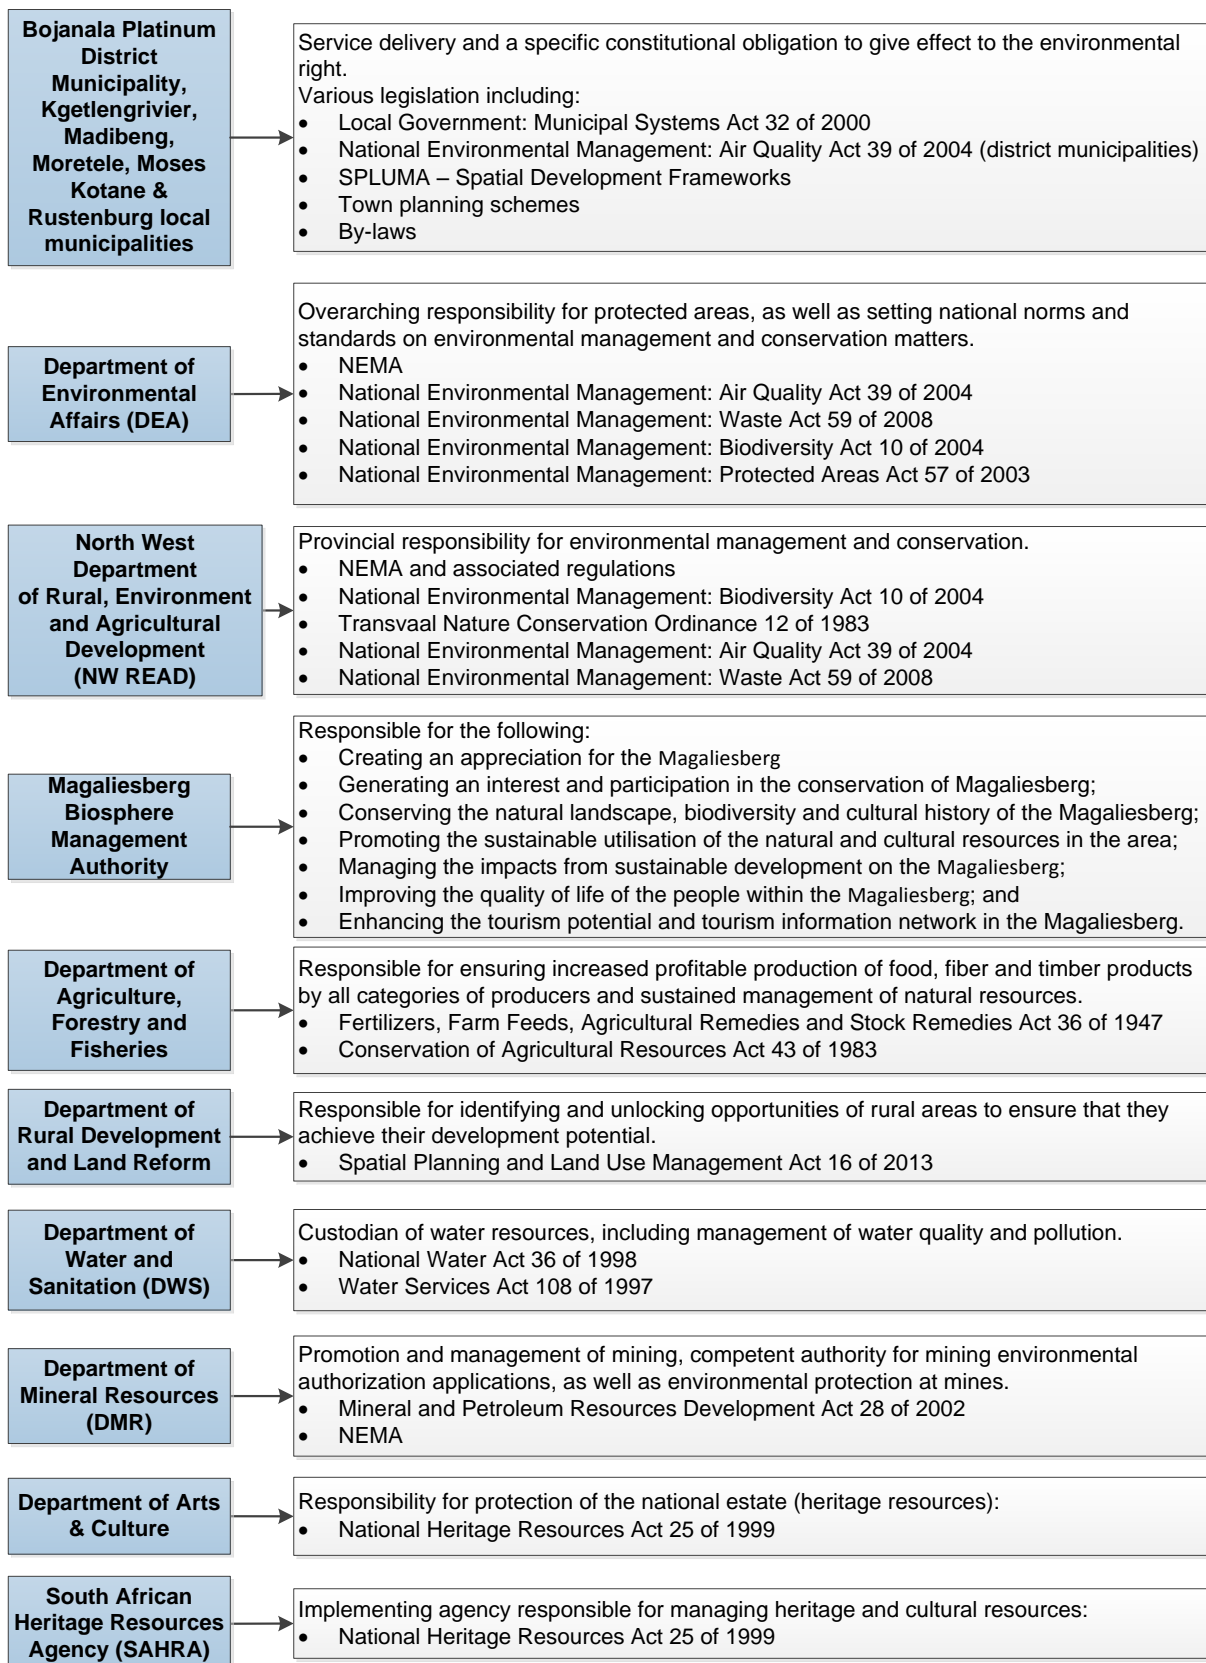 Bojanala Platinum
District
Municipality,
Kgetlengrivier,
Madibeng,
Moretele, Moses
Kotane &
Rustenburg local
municipalities
Service delivery and a specific constitutional obligation to give effect to the environmental
right.
Various legislation including:
• Local Government: Municipal Systems Act 32 of 2000
• National Environmental Management: Air Quality Act 39 of 2004 (district municipalities)
• SPLUMA – Spatial Development Frameworks
• Town planning schemes
• By-laws
Department of
Environmental
Affairs (DEA)
Overarching responsibility for protected areas, as well as setting national norms and
standards on environmental management and conservation matters.
• NEMA
• National Environmental Management: Air Quality Act 39 of 2004
• National Environmental Management: Waste Act 59 of 2008
• National Environmental Management: Biodiversity Act 10 of 2004
• National Environmental Management: Protected Areas Act 57 of 2003
North West
Department
of Rural, Environment
and Agricultural
Development
(NW READ)
Provincial responsibility for environmental management and conservation.
• NEMA and associated regulations
• National Environmental Management: Biodiversity Act 10 of 2004
• Transvaal Nature Conservation Ordinance 12 of 1983
• National Environmental Management: Air Quality Act 39 of 2004
• National Environmental Management: Waste Act 59 of 2008
Magaliesberg
Biosphere
Management
Authority
Responsible for the following:
• Creating an appreciation for the Magaliesberg
• Generating an interest and participation in the conservation of Magaliesberg;
• Conserving the natural landscape, biodiversity and cultural history of the Magaliesberg;
• Promoting the sustainable utilisation of the natural and cultural resources in the area;
• Managing the impacts from sustainable development on the Magaliesberg;
• Improving the quality of life of the people within the Magaliesberg; and
• Enhancing the tourism potential and tourism information network in the Magaliesberg.
Department of
Agriculture,
Forestry and
Fisheries
Responsible for ensuring increased profitable production of food, fiber and timber products
by all categories of producers and sustained management of natural resources.
• Fertilizers, Farm Feeds, Agricultural Remedies and Stock Remedies Act 36 of 1947
• Conservation of Agricultural Resources Act 43 of 1983
Department of
Rural Development
and Land Reform
Responsible for identifying and unlocking opportunities of rural areas to ensure that they
achieve their development potential.
• Spatial Planning and Land Use Management Act 16 of 2013
Department of
Water and
Sanitation (DWS)
Custodian of water resources, including management of water quality and pollution.
• National Water Act 36 of 1998
• Water Services Act 108 of 1997
Department of
Mineral Resources
(DMR)
Promotion and management of mining, competent authority for mining environmental
authorization applications, as well as environmental protection at mines.
• Mineral and Petroleum Resources Development Act 28 of 2002
• NEMA
Department of Arts
& Culture
Responsibility for protection of the national estate (heritage resources):
• National Heritage Resources Act 25 of 1999
South African
Heritage Resources
Agency (SAHRA)
Implementing agency responsible for managing heritage and cultural resources:
• National Heritage Resources Act 25 of 1999